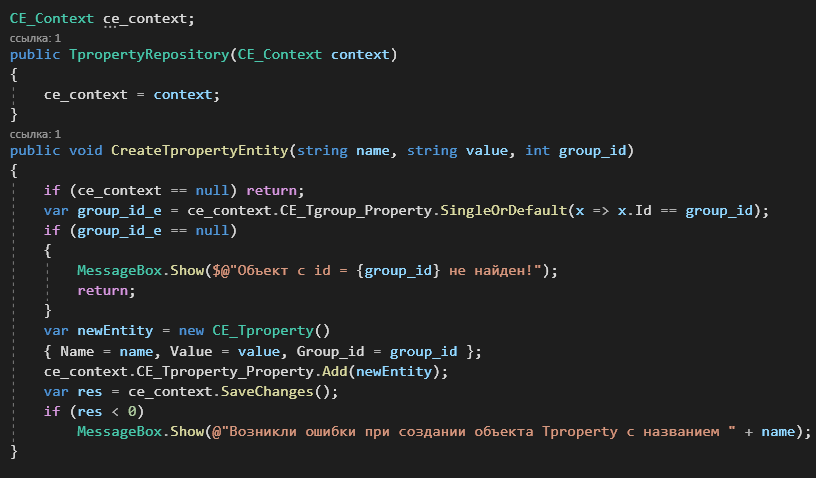 CE_Context ce_context;
ссылка: 1
public TpropertyRepository(CE_Context context)
{
ce_context = context;
}
ссылка: 1
public void CreateTpropertyEntity(string name, string value, int group_id)
{
if (ce_context == null) return;
var group_id_e = ce_context.CE_Tgroup_Property.SingleOrDefault(x => x.Id == group_id);
if (group_id_e == null)
{
MessageBox.Show($@"Объект с id = {group_id} не найден!");
return;
}
var newEntity = new CE_Tproperty()
{ Name = name, Value = value, Group_id = group_id };
ce_context.CE_Tproperty_Property.Add(newEntity);
var res = ce_context.SaveChanges();
if (res < 0)
MessageBox.Show(@"Возникли ошибки при создании объекта Tproperty с названием " + name);
}